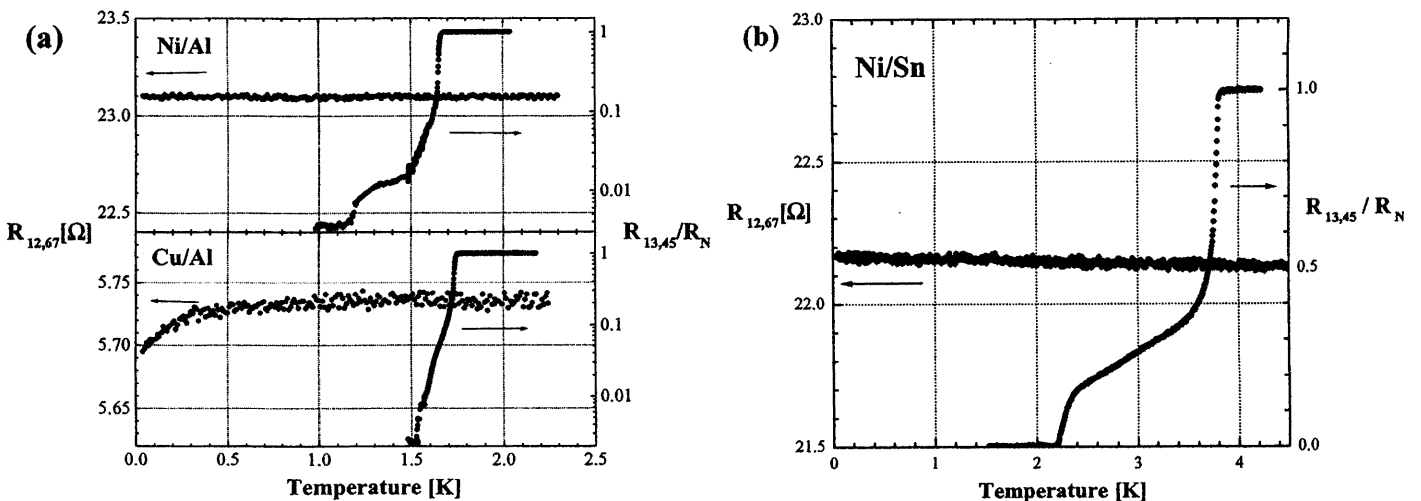 (a)
Ni/Al
23.5
23.0
22.5
1
0.1
0.01
R12,67[Ω]
R13,45/RN
Cu/Al
5.75
5.70
5.65
1
0.1
0.01
0.0 0.5 1.0 1.5 2.0 2.5
Temperature [K]
(b)
Ni/Sn
23.0
22.5
22.0
21.5
R12,67[Ω]
1.0
0.5
0.0
R13,45 / RN
0 1 2 3 4
Temperature [K]